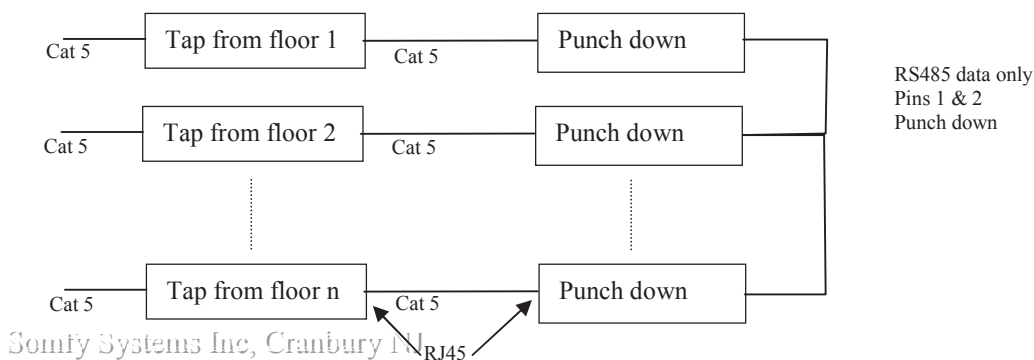 Cat 5
Tap from floor 1
Cat 5
Punch down
RS485 data only
Pins 1 & 2
Punch down
Cat 5
Tap from floor 2
Cat 5
Punch down
Cat 5
Tap from floor n
Cat 5
Punch down
Somfy Systems Inc, Cranbury NJ
RJ45